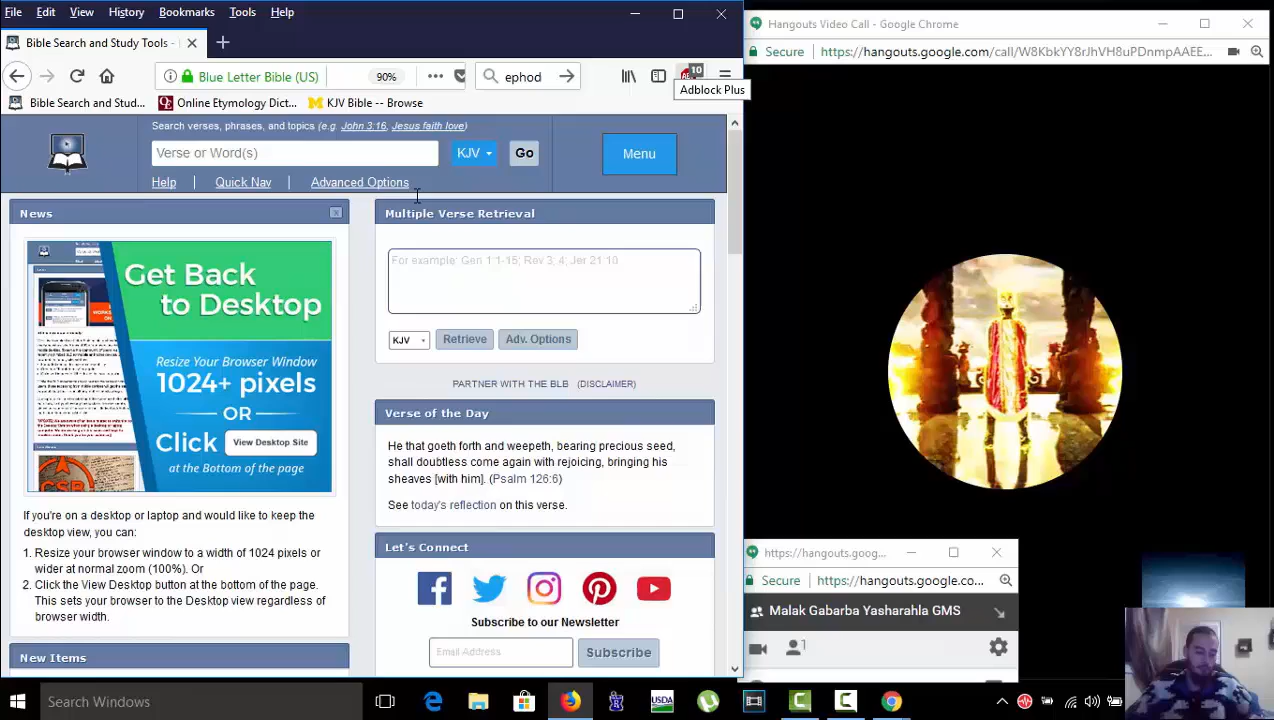 File Edit View History Bookmarks Tools Help
Bible Search and Study Tools -
Blue Letter Bible (US)
90%
ephod
10
Adblock Plus
Bible Search and Stud...
Online Etymology Dict...
KJV Bible -- Browse
Search verses, phrases, and topics (e.g. John 3:16, Jesus faith love)
Verse or Word(s)
KJV
Go
Menu
Help | Quick Nav | Advanced Options
News
Get Back
to Desktop
Resize Your Browser Window
1024+ pixels
OR
Click View Desktop Site
at the Bottom of the page
CSB
If you're on a desktop or laptop and would like to keep the
desktop view, you can:
1. Resize your browser window to a width of 1024 pixels or
wider at normal zoom (100%). Or
2. Click the View Desktop button at the bottom of the page.
This sets your browser to the Desktop view regardless of
browser width.
New Items
Multiple Verse Retrieval
For example: Gen 1:1-15; Rev 3; 4; Jer 21:10
KJV Retrieve Adv. Options
PARTNER WITH THE BLB (DISCLAIMER)
Verse of the Day
He that goeth forth and weepeth, bearing precious seed,
shall doubtless come again with rejoicing, bringing his
sheaves [with him]. (Psalm 126:6)
See today's reflection on this verse.
Let's Connect
Subscribe to our Newsletter
Email Address
Subscribe
Hangouts Video Call - Google Chrome
Secure https://hangouts.google.com/call/W8KbkYY8rJhVH8uPDnmpAAEE...
https://hangouts.goog...
Secure https://hangouts.google.co...
Malak Gabarba Yasharahla GMS
1
Search Windows
USDA